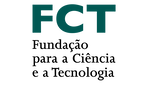 FCT
Fundação
para a Ciência
e a Tecnologia